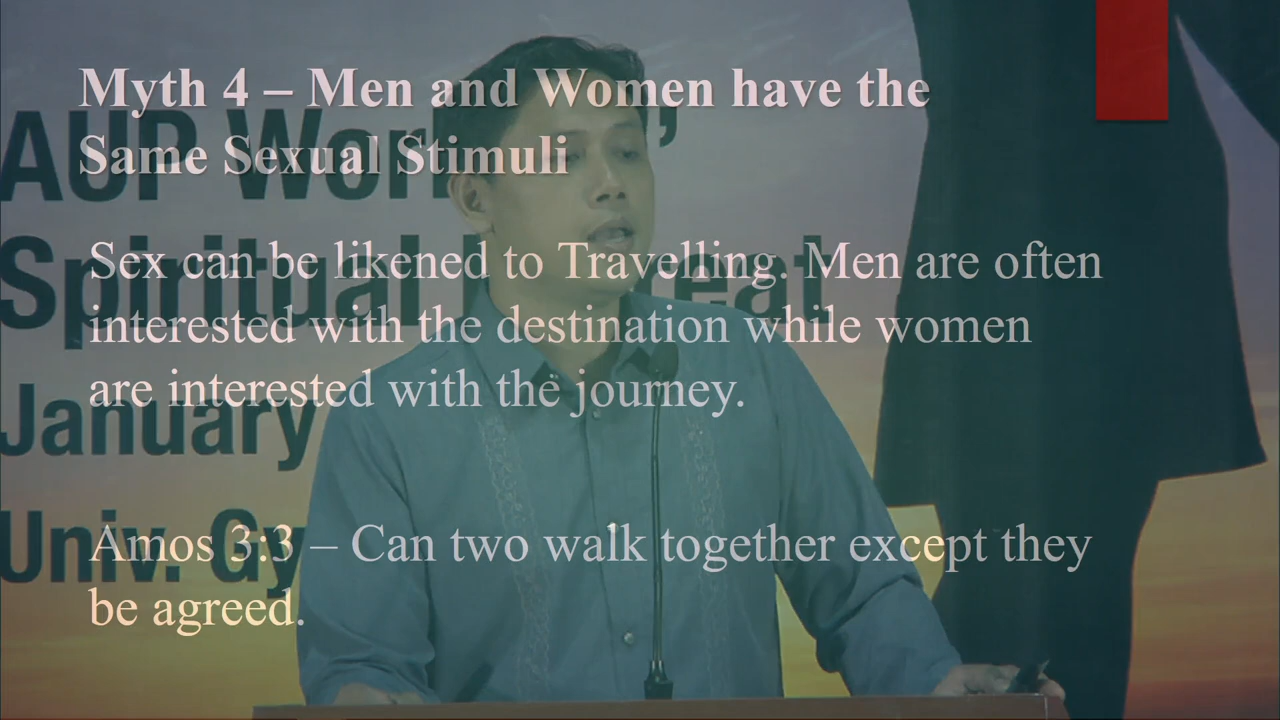 Myth 4 – Men and Women have the
Same Sexual Stimuli
Sex can be likened to Travelling. Men are often
interested with the destination while women
are interested with the journey.
Amos 3:3 – Can two walk together except they
be agreed.
AUP
Spiritual
January
Univ.